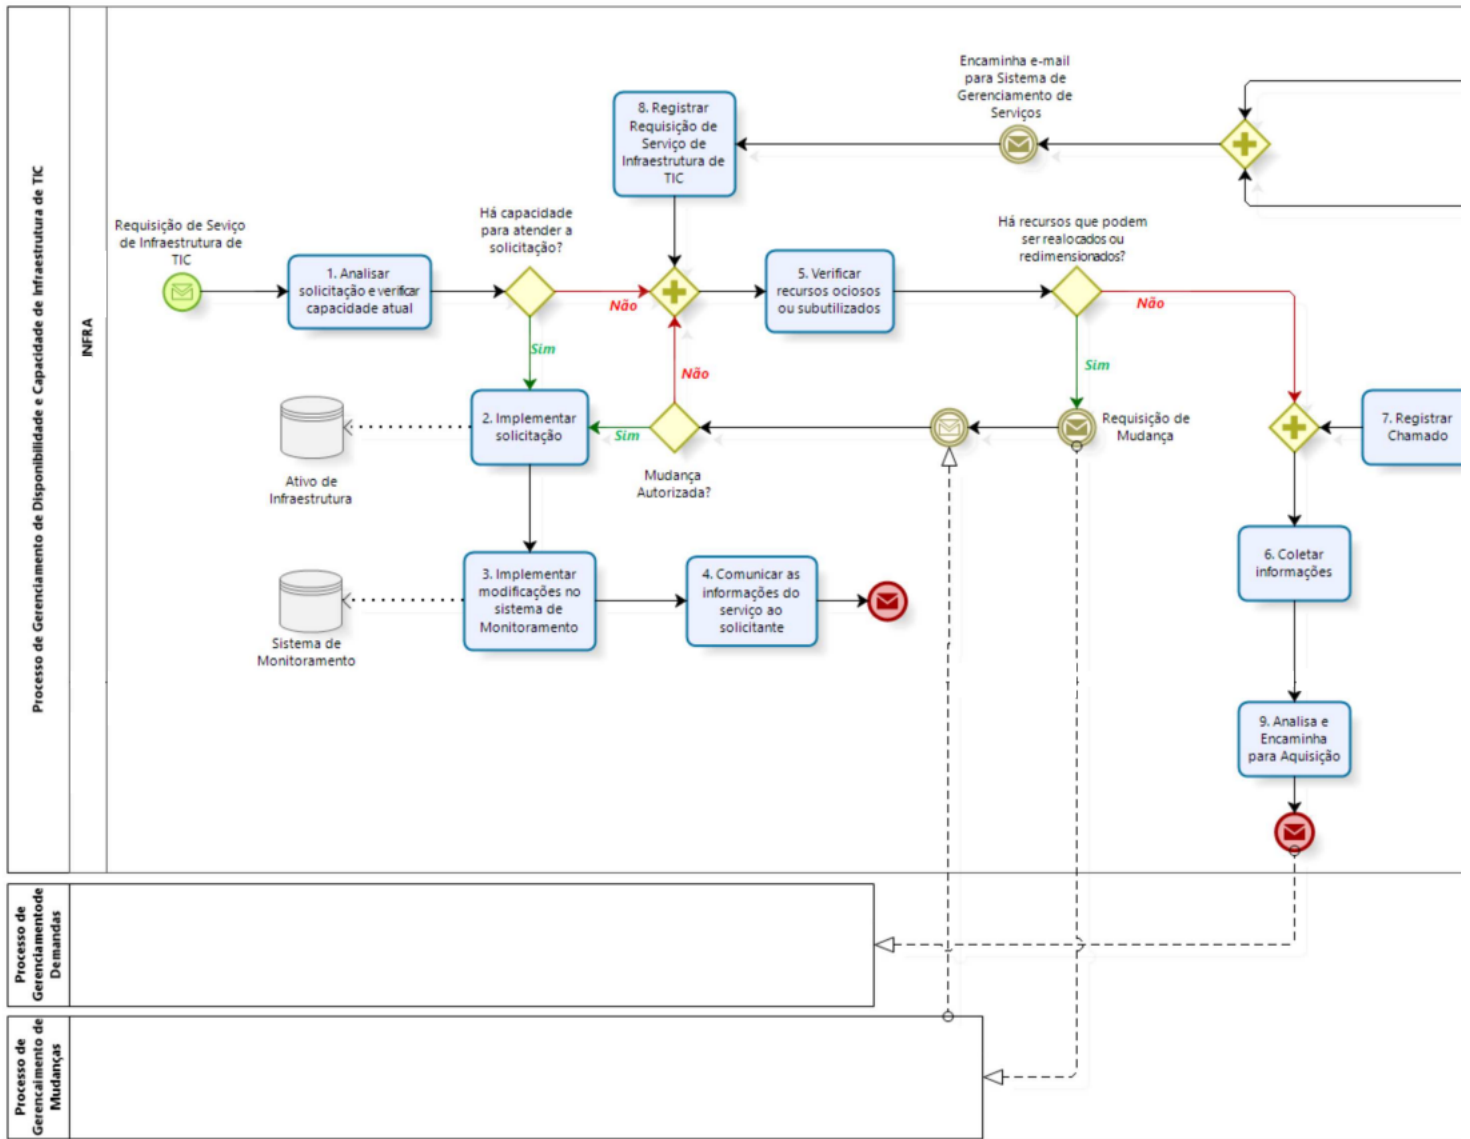 Processo de Gerenciamento de Disponibilidade e Capacidade de Infraestrutura de TIC
INFRA
Encaminha e-mail
para Sistema de
Gerenciamento de
Serviços
8. Registrar
Requisição de
Serviço de
Infraestrutura de
TIC
Requisição de Seviço
de Infraestrutura de
TIC
Há capacidade
para atender a
solicitação?
Há recursos que podem
ser realocados ou
redimensionados?
1. Analisar
solicitação e verificar
capacidade atual
Não
5. Verificar
recursos ociosos
ou subutilizados
Não
Sim
Não
Sim
2. Implementar
solicitação
Sim
Mudança
Autorizada?
Requisição de
Mudança
7. Registrar
Chamado
Ativo de
Infraestrutura
6. Coletar
informações
3. Implementar
modificações no
sistema de
Monitoramento
4. Comunicar as
informações do
serviço ao
solicitante
Sistema de
Monitoramento
9. Analisa e
Encaminha
para Aquisição
Processo de
Gerenciamentode
Demandas
Processo de
Gerencaimento de
Mudanças